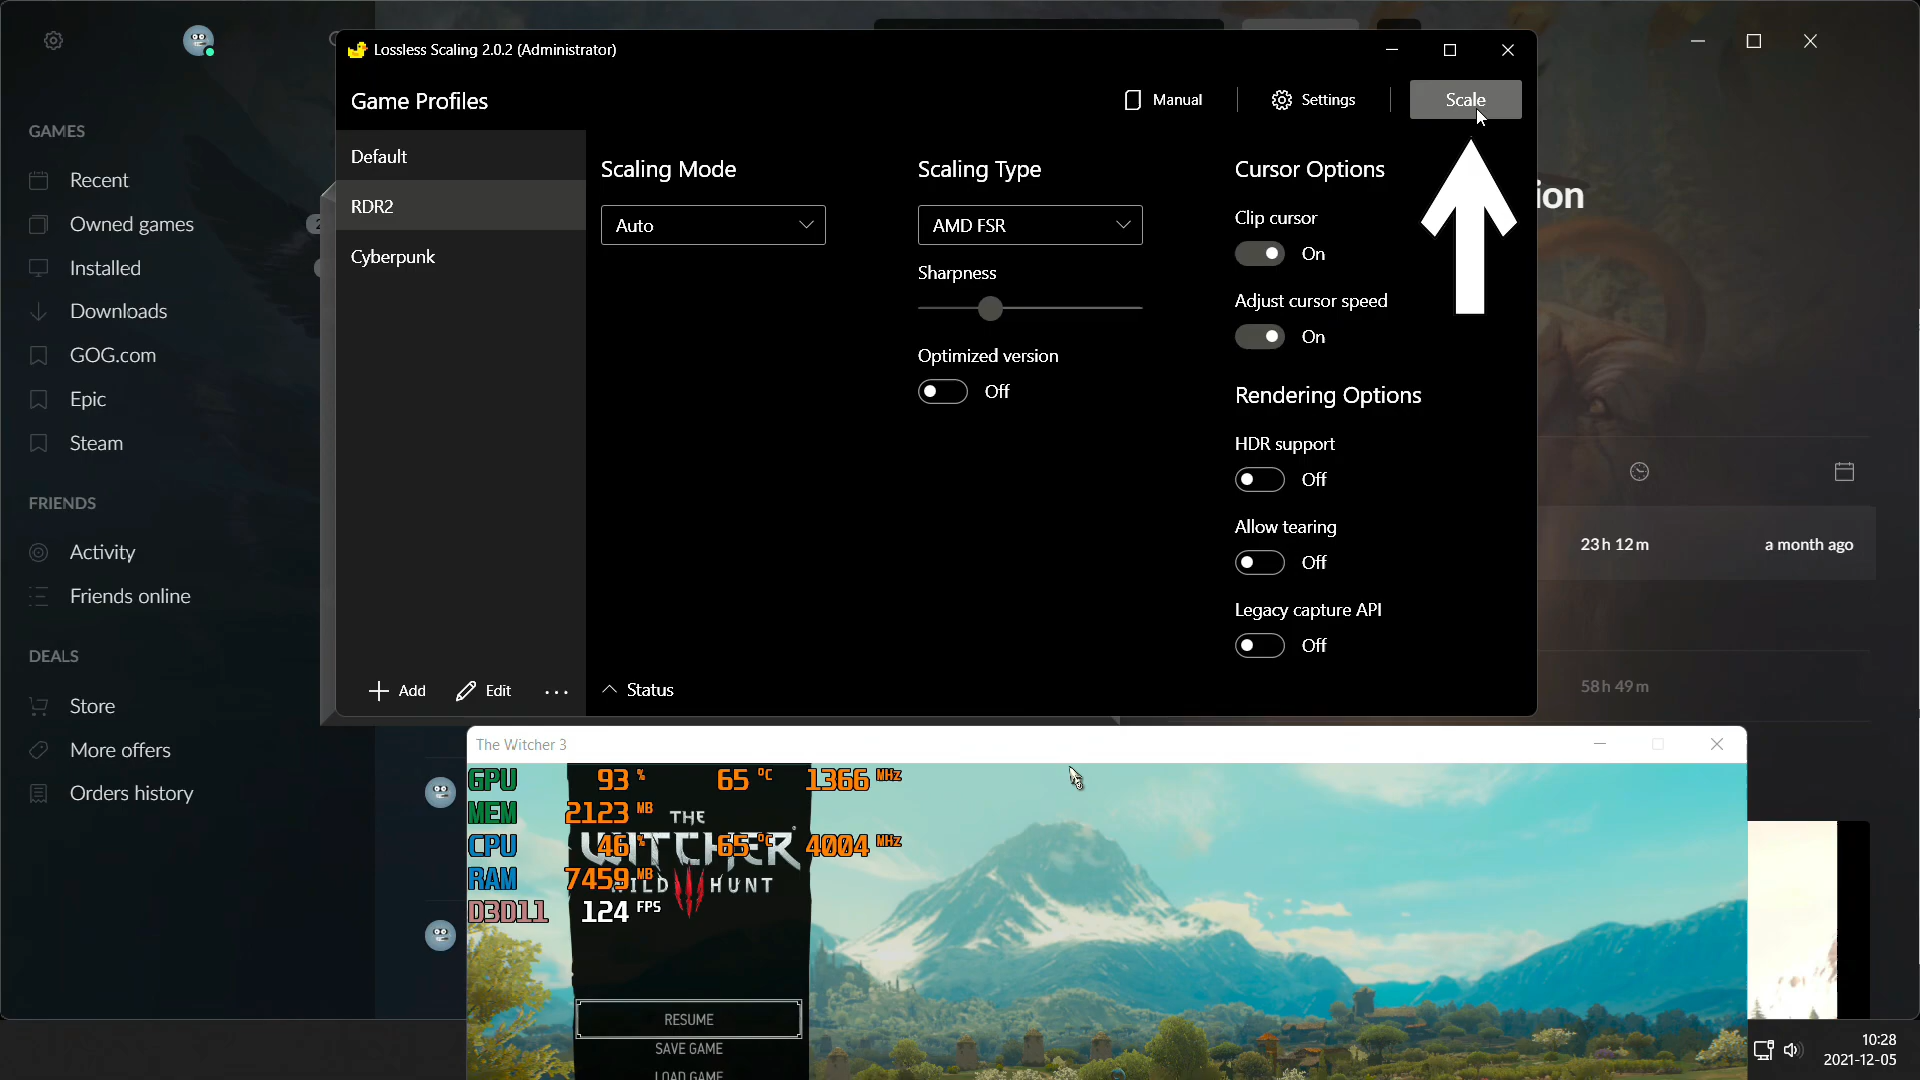 Lossless Scaling 2.0.2 (Administrator)
Game Profiles
Manual
Settings
Scale
Default
RDR2
Cyberpunk
Add
Edit
...
Scaling Mode
Auto
Scaling Type
AMD FSR
Sharpness
Optimized version
Off
Cursor Options
Clip cursor
On
Adjust cursor speed
On
Rendering Options
HDR support
Off
Allow tearing
Off
Legacy capture API
Off
Status
GAMES
Recent
Owned games
Installed
Downloads
GOG.com
Epic
Steam
FRIENDS
Activity
Friends online
DEALS
Store
More offers
Orders history
ion
23h 12m a month ago
58h 49m
The Witcher 3
GPU 93 % 65 °C 1366 MHz
MEM 2123 MB
CPU 46 % 65 °C 4004 MHz
RAM 7459 MB
D3D11 124 FPS
THE
WITCHER
WILD HUNT
RESUME
SAVE GAME
LOAD GAME
10:28
2021-12-05